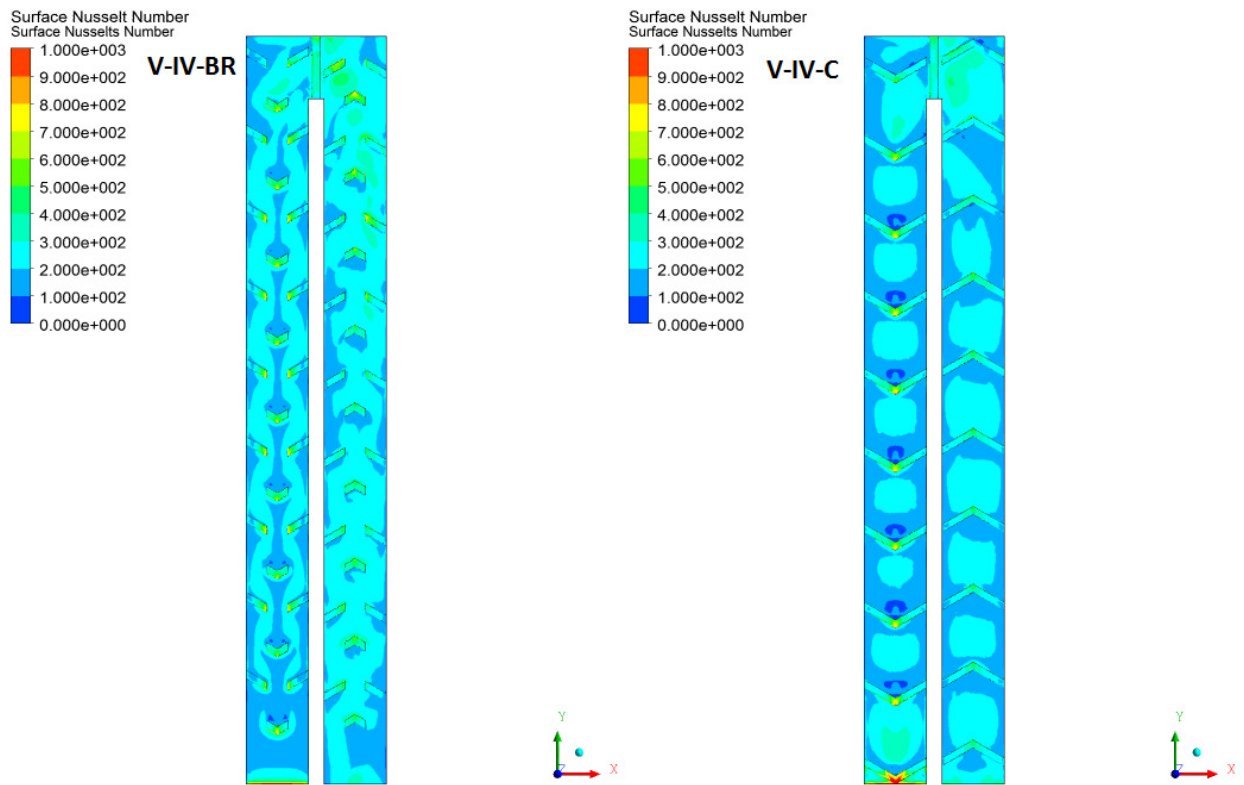 Surface Nusselt Number
Surface Nusselts Number
1.000e+003
9.000e+002
8.000e+002
7.000e+002
6.000e+002
5.000e+002
4.000e+002
3.000e+002
2.000e+002
1.000e+002
0.000e+000
V-IV-BR
Y
Z
X
Surface Nusselt Number
Surface Nusselts Number
1.000e+003
9.000e+002
8.000e+002
7.000e+002
6.000e+002
5.000e+002
4.000e+002
3.000e+002
2.000e+002
1.000e+002
0.000e+000
V-IV-C
Y
Z
X